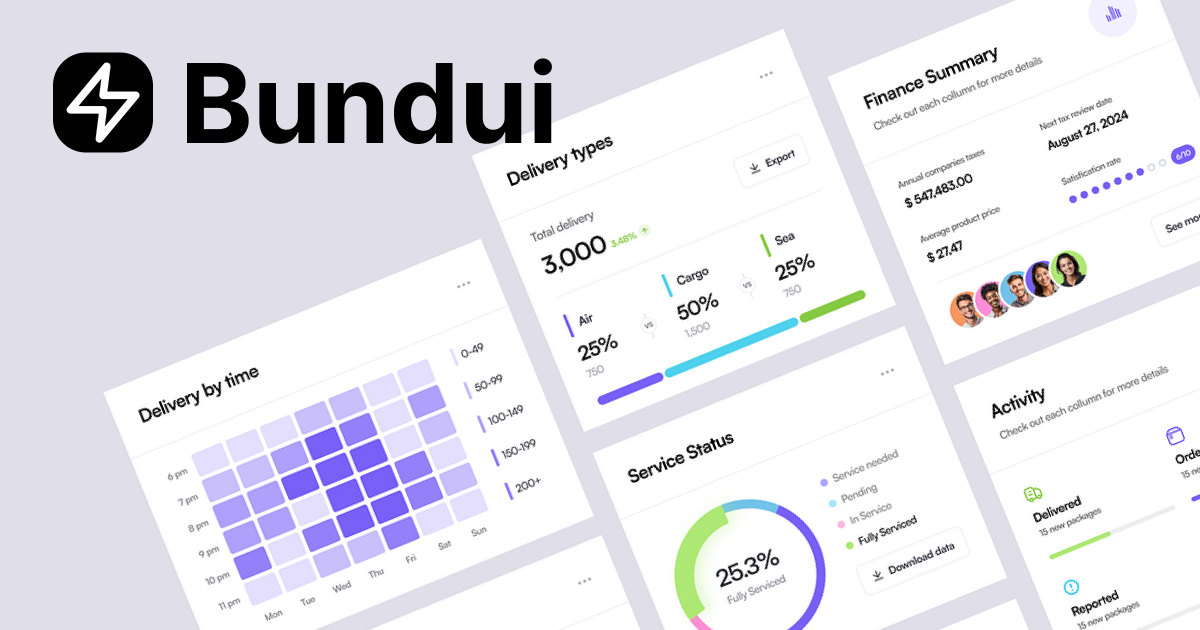 Bundui
Delivery types
Export
Total delivery
3,000 3.48%
Air
25%
750
vs
Cargo
50%
1,500
vs
Sea
25%
750
Finance Summary
Check out each collumn for more details
Annual companies taxes
$ 547,483.00
Next tax review date
August 27, 2024
Average product price
$ 27.47
Satisfication rate
6/10
See mo
Delivery by time
6 pm
7 pm
8 pm
9 pm
10 pm
11 pm
Mon
Tue
Wed
Thu
Fri
Sat
Sun
0-49
50-99
100-149
150-199
200+
Service Status
25.3%
Fully Serviced
Service needed
Pending
In Service
Fully Serviced
Download data
Activity
Check out each collumn for more details
Delivered
15 new packages
Orde
15 ne
Reported
15 new packages